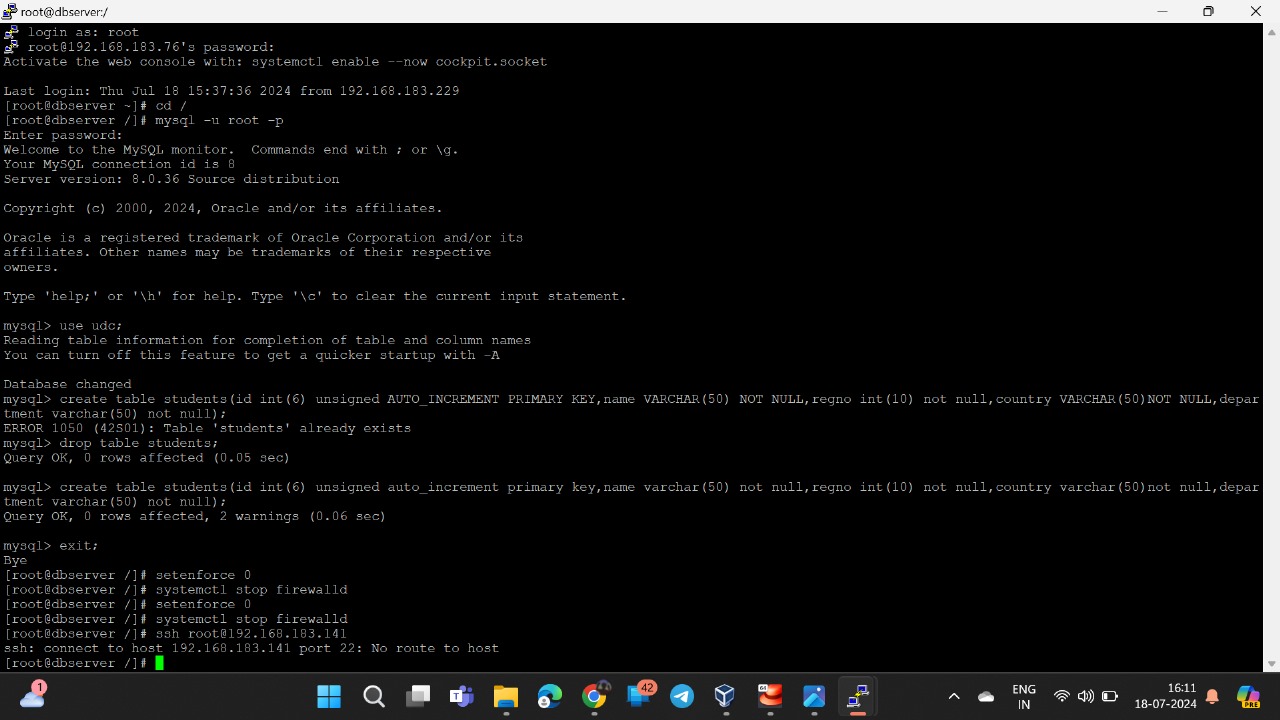 root@dbserver:/
login as: root
root@192.168.183.76's password:
Activate the web console with: systemctl enable --now cockpit.socket
Last login: Thu Jul 18 15:37:36 2024 from 192.168.183.229
[root@dbserver ~]# cd /
[root@dbserver /]# mysql -u root -p
Enter password:
Welcome to the MySQL monitor.  Commands end with ; or \g.
Your MySQL connection id is 8
Server version: 8.0.36 Source distribution
Copyright (c) 2000, 2024, Oracle and/or its affiliates.
Oracle is a registered trademark of Oracle Corporation and/or its
affiliates. Other names may be trademarks of their respective
owners.
Type 'help;' or '\h' for help. Type '\c' to clear the current input statement.
mysql> use udc;
Reading table information for completion of table and column names
You can turn off this feature to get a quicker startup with -A
Database changed
mysql> create table students(id int(6) unsigned AUTO_INCREMENT PRIMARY KEY,name VARCHAR(50) NOT NULL,regno int(10) not null,country VARCHAR(50)NOT NULL,depar
tment varchar(50) not null);
ERROR 1050 (42S01): Table 'students' already exists
mysql> drop table students;
Query OK, 0 rows affected (0.05 sec)
mysql> create table students(id int(6) unsigned auto_increment primary key,name varchar(50) not null,regno int(10) not null,country varchar(50)not null,depar
tment varchar(50) not null);
Query OK, 0 rows affected, 2 warnings (0.06 sec)
mysql> exit;
Bye
[root@dbserver /]# setenforce 0
[root@dbserver /]# systemctl stop firewalld
[root@dbserver /]# setenforce 0
[root@dbserver /]# systemctl stop firewalld
[root@dbserver /]# ssh root@192.168.183.141
ssh: connect to host 192.168.183.141 port 22: No route to host
[root@dbserver /]#
1
42
64
ENG
IN
16:11
18-07-2024
PRE